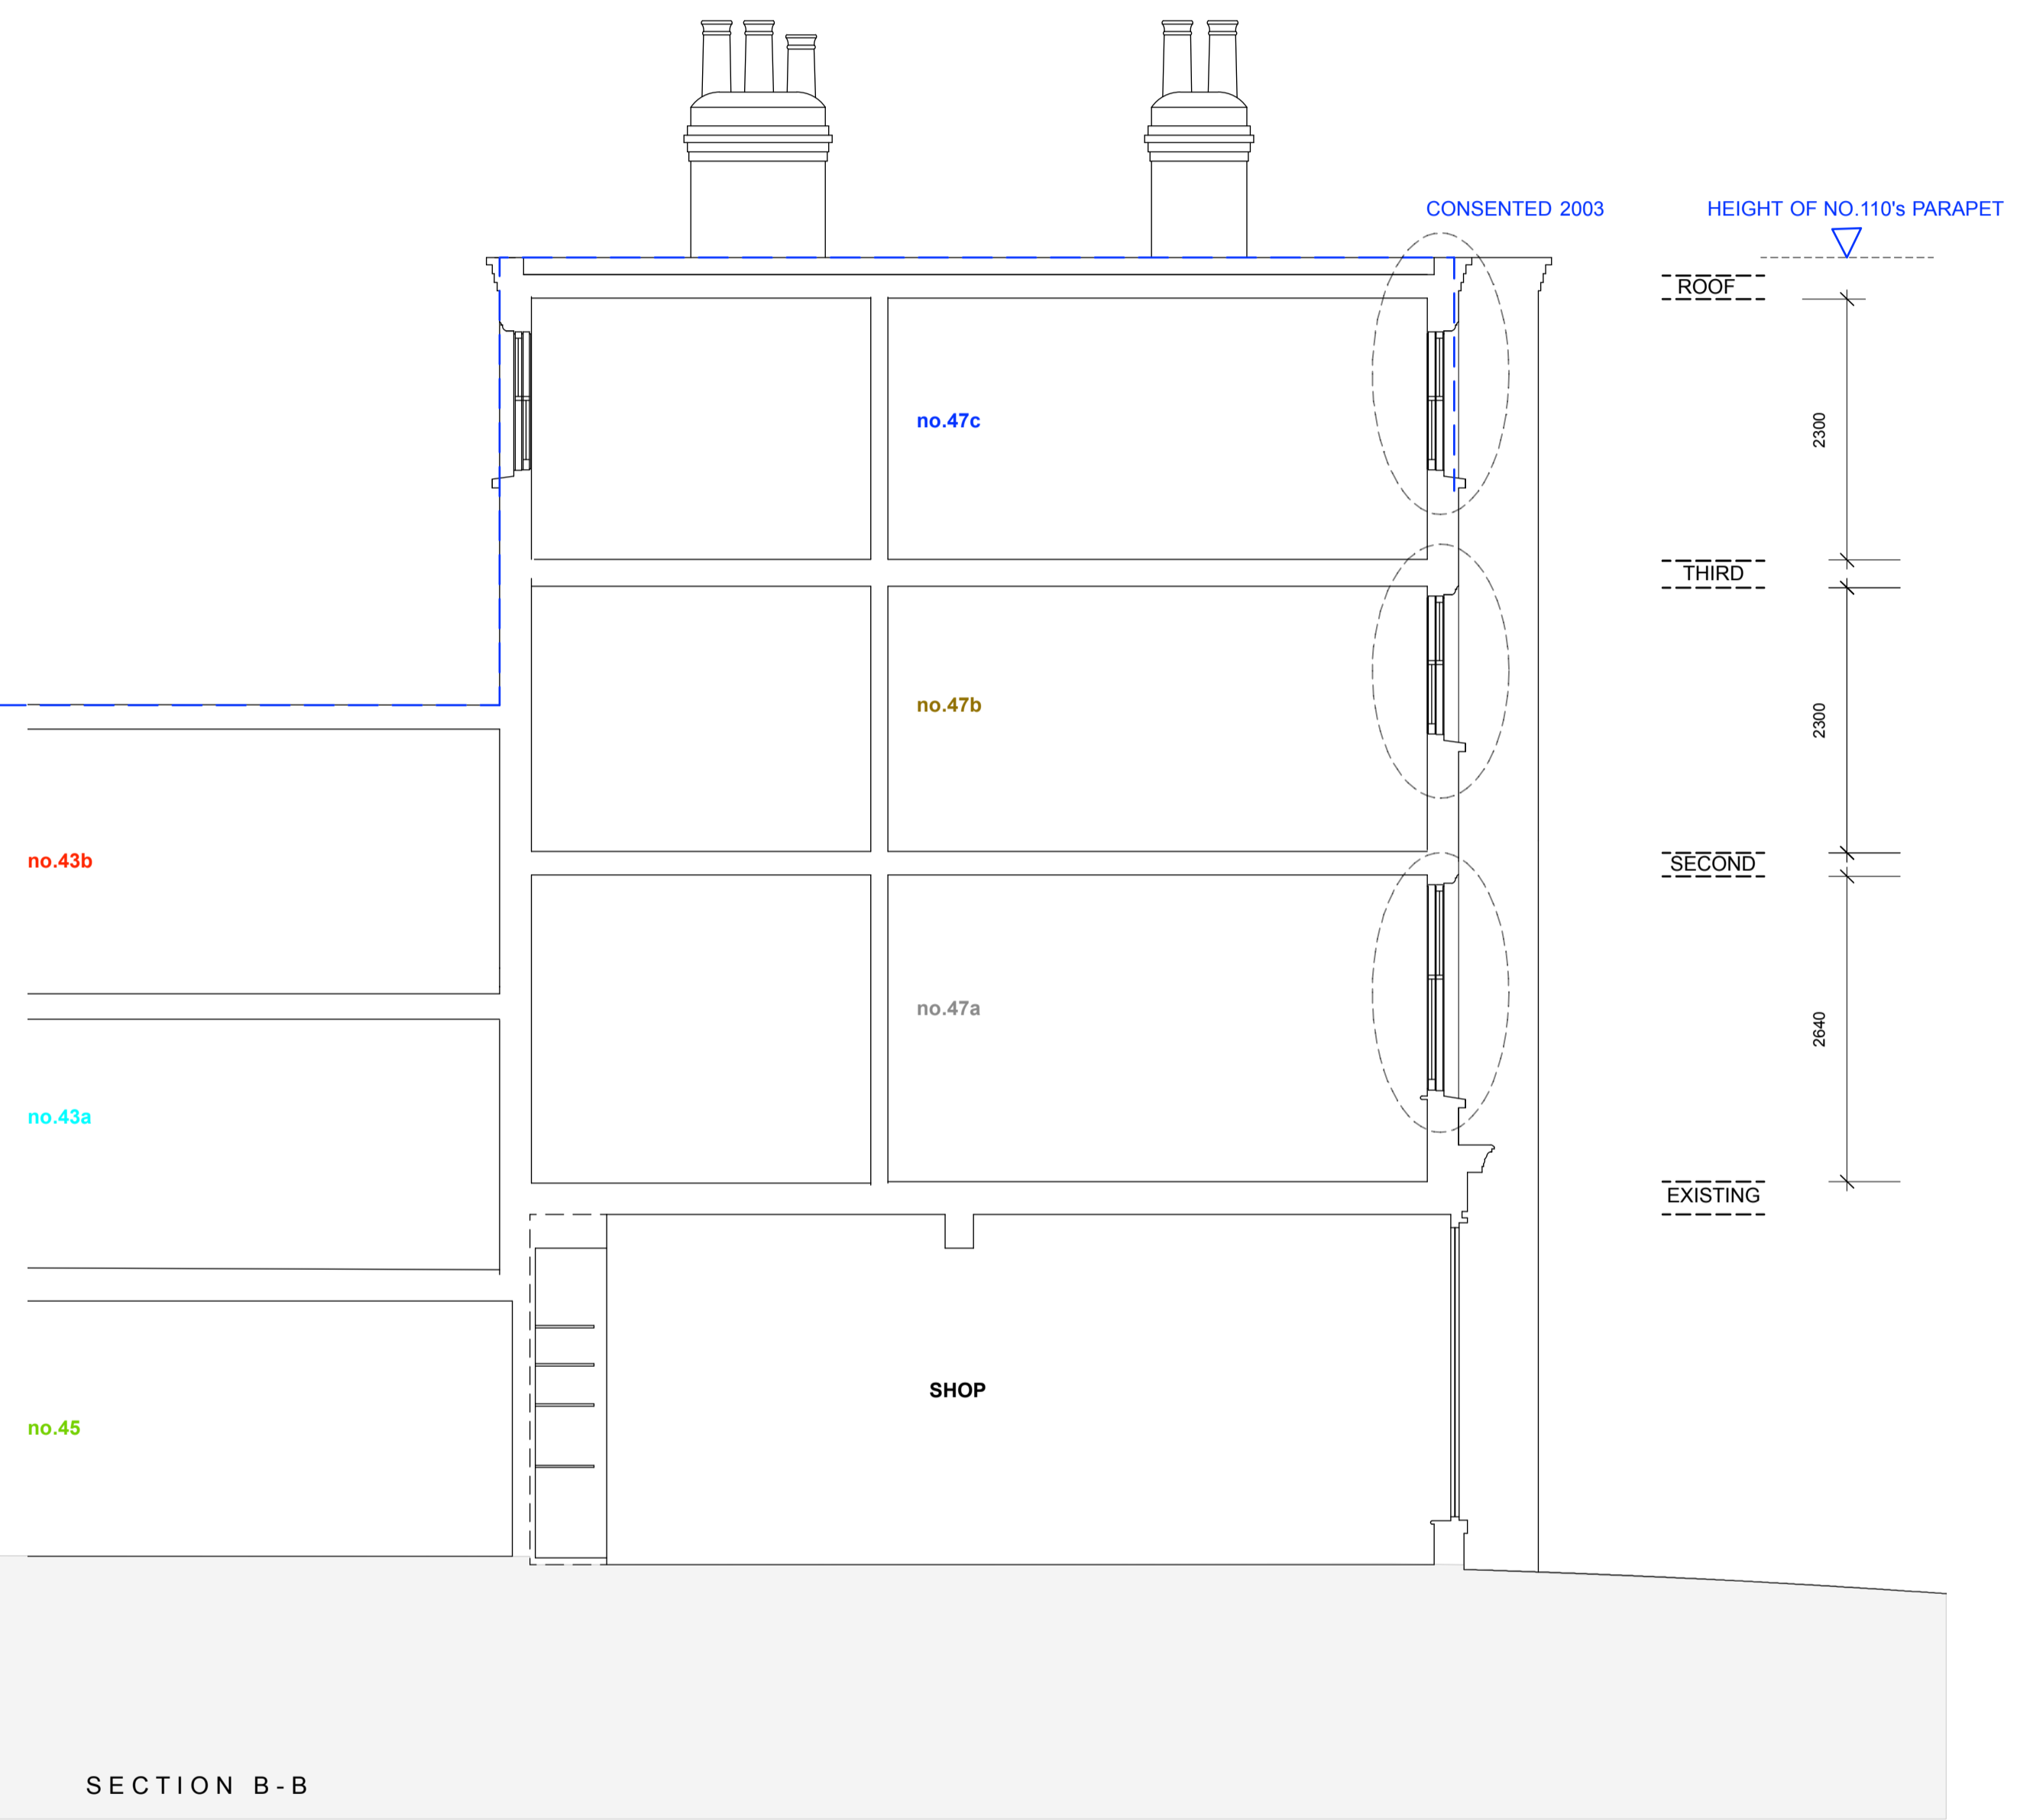 CONSENTED 2003
HEIGHT OF NO.110's PARAPET
ROOF
no.47c
2300
THIRD
no.47b
2300
no.43b
SECOND
no.47a
2640
no.43a
EXISTING
SHOP
no.45
SECTION B-B